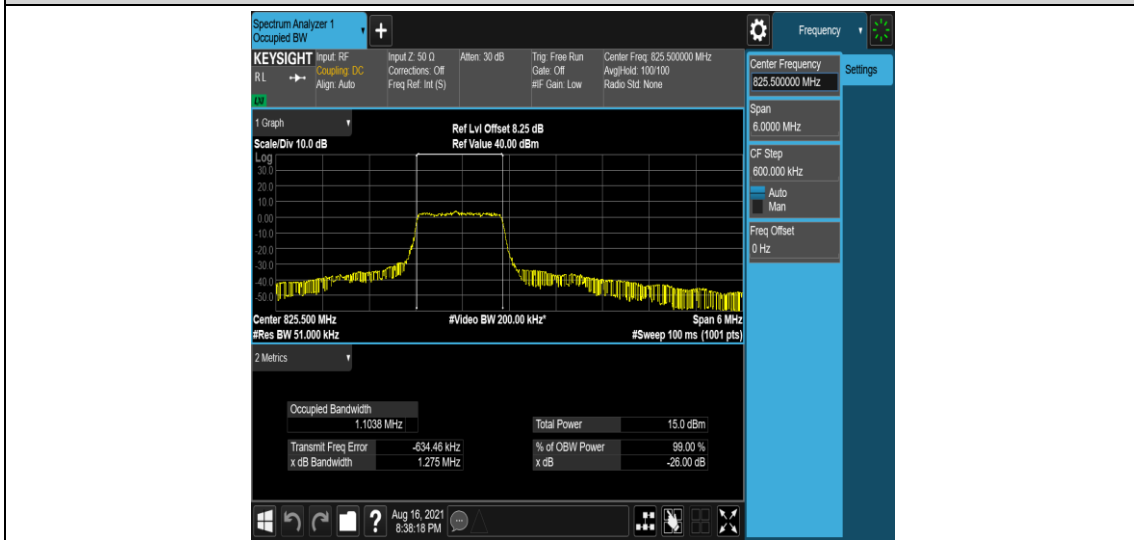 Spectrum Analyzer 1
Occupied BW
Frequency
KEYSIGHT
RL
LXI
Input: RF
Coupling: DC
Align: Auto
Input Z: 50 Ω
Corrections: Off
Freq Ref: Int (S)
Atten: 30 dB
Trig: Free Run
Gate: Off
#IF Gain: Low
Center Freq: 825.500000 MHz
Avg|Hold: 100/100
Radio Std: None
Center Frequency
825.500000 MHz
Settings
Span
6.0000 MHz
CF Step
600.000 kHz
Auto
Man
Freq Offset
0 Hz
1 Graph
Ref Lvl Offset 8.25 dB
Scale/Div 10.0 dB
Ref Value 40.00 dBm
Log
30.0
20.0
10.0
0.00
-10.0
-20.0
-30.0
-40.0
-50.0
Center 825.500 MHz
#Video BW 200.00 kHz*
Span 6 MHz
#Res BW 51.000 kHz
#Sweep 100 ms (1001 pts)
2 Metrics
Occupied Bandwidth
1.1038 MHz
Total Power 15.0 dBm
Transmit Freq Error -634.46 kHz
% of OBW Power 99.00 %
x dB Bandwidth 1.275 MHz
x dB -26.00 dB
?
Aug 16, 2021
8:38:18 PM